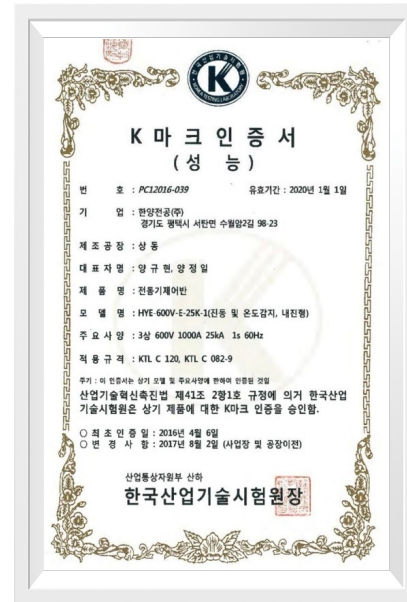 한국산업기술시험원
K
KOREA TESTING LABORATORY
K 마 크 인 증 서
(성 능)
번 호 : PC12016-039 유효기간 : 2020년 1월 1일
기 업 : 한양전공(주)
경기도 평택시 서탄면 수월암2길 98-23
제 조 공 장 : 상 동
대 표 자 명 : 양 규 현, 양 정 일
제 품 명 : 전동기제어반
모 델 명 : HYE-600V-E-25K-1(진동 및 온도감지, 내진형)
주 요 사 양 : 3상 600V 1000A 25kA 1s 60Hz
적 용 규 격 : KTL C 120, KTL C 082-9
주기 : 이 인증서는 상기 모델 및 주요사양에 한하여 인증된 것임
산업기술혁신촉진법 제41조 2항1호 규정에 의거 한국산업
기술시험원은 상기 제품에 대한 K마크 인증을 승인함.
○ 최 초 인 증 일 : 2016년 4월 6일
○ 변 경 사 항 : 2017년 8월 2일 (사업장 및 공장이전)
산업통상자원부 산하
한국산업기술시험원장